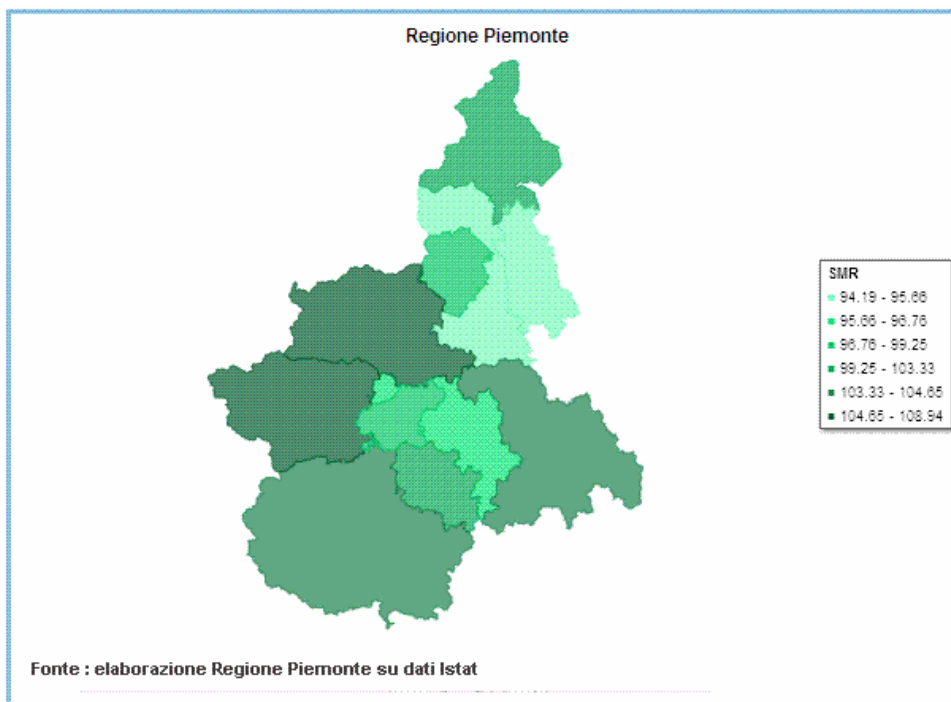 Regione Piemonte
SMR
94.19 - 95.66
95.66 - 96.76
96.76 - 99.25
99.25 - 103.33
103.33 - 104.65
104.65 - 108.94
Fonte : elaborazione Regione Piemonte su dati Istat